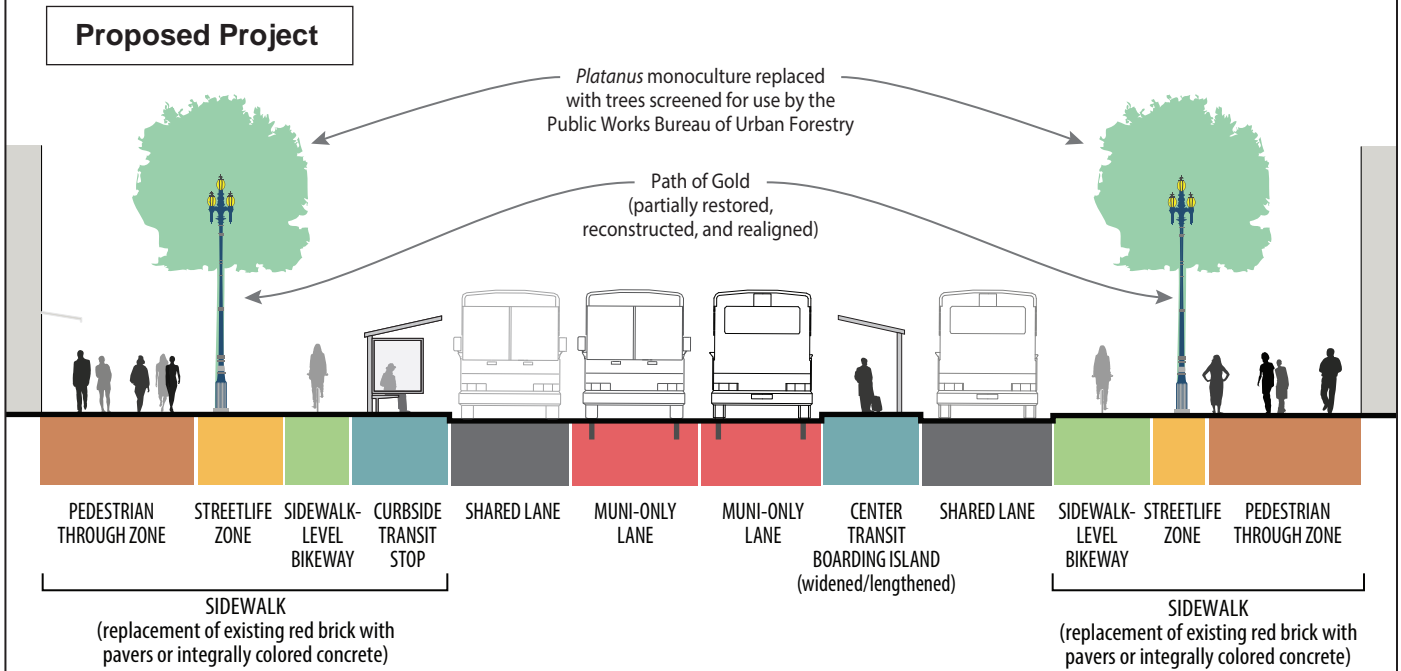 Proposed Project
Platanus monoculture replaced
with trees screened for use by the
Public Works Bureau of Urban Forestry
Path of Gold
(partially restored,
reconstructed, and realigned)
PEDESTRIAN
THROUGH ZONE
STREETLIFE
ZONE
SIDEWALK-
LEVEL
BIKEWAY
CURBSIDE
TRANSIT
STOP
SHARED LANE
MUNI-ONLY
LANE
MUNI-ONLY
LANE
CENTER
TRANSIT
BOARDING ISLAND
(widened/lengthened)
SHARED LANE
SIDEWALK-
LEVEL
BIKEWAY
STREETLIFE
ZONE
PEDESTRIAN
THROUGH ZONE
SIDEWALK
(replacement of existing red brick with
pavers or integrally colored concrete)
SIDEWALK
(replacement of existing red brick with
pavers or integrally colored concrete)